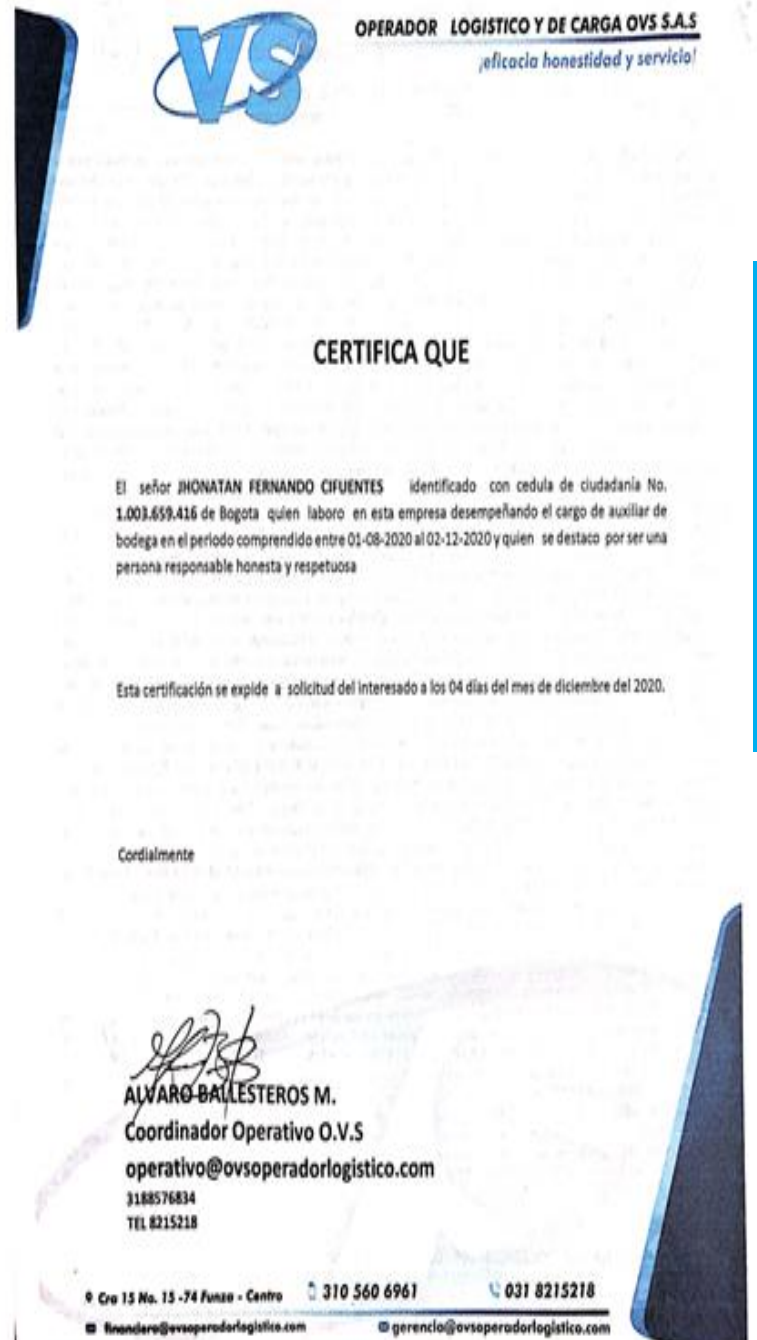 VS
OPERADOR LOGISTICO Y DE CARGA OVS S.A.S
¡eficacia honestidad y servicio!
CERTIFICA QUE
El señor JHONATAN FERNANDO CIFUENTES identificado con cedula de ciudadanía No.
1.003.659.416 de Bogota quien laboro en esta empresa desempeñando el cargo de auxiliar de
bodega en el periodo comprendido entre 01-08-2020 al 02-12-2020 y quien se destaco por ser una
persona responsable honesta y respetuosa
Esta certificación se expide a solicitud del interesado a los 04 días del mes de diciembre del 2020.
Cordialmente
ALVARO BALLESTEROS M.
Coordinador Operativo O.V.S
operativo@ovsoperadorlogistico.com
3188576834
TEL 8215218
Cra 15 No. 15 -74 Funza - Centro 310 560 6961 031 8215218
financiero@ovsoperadorlogistico.com gerencia@ovsoperadorlogistico.com